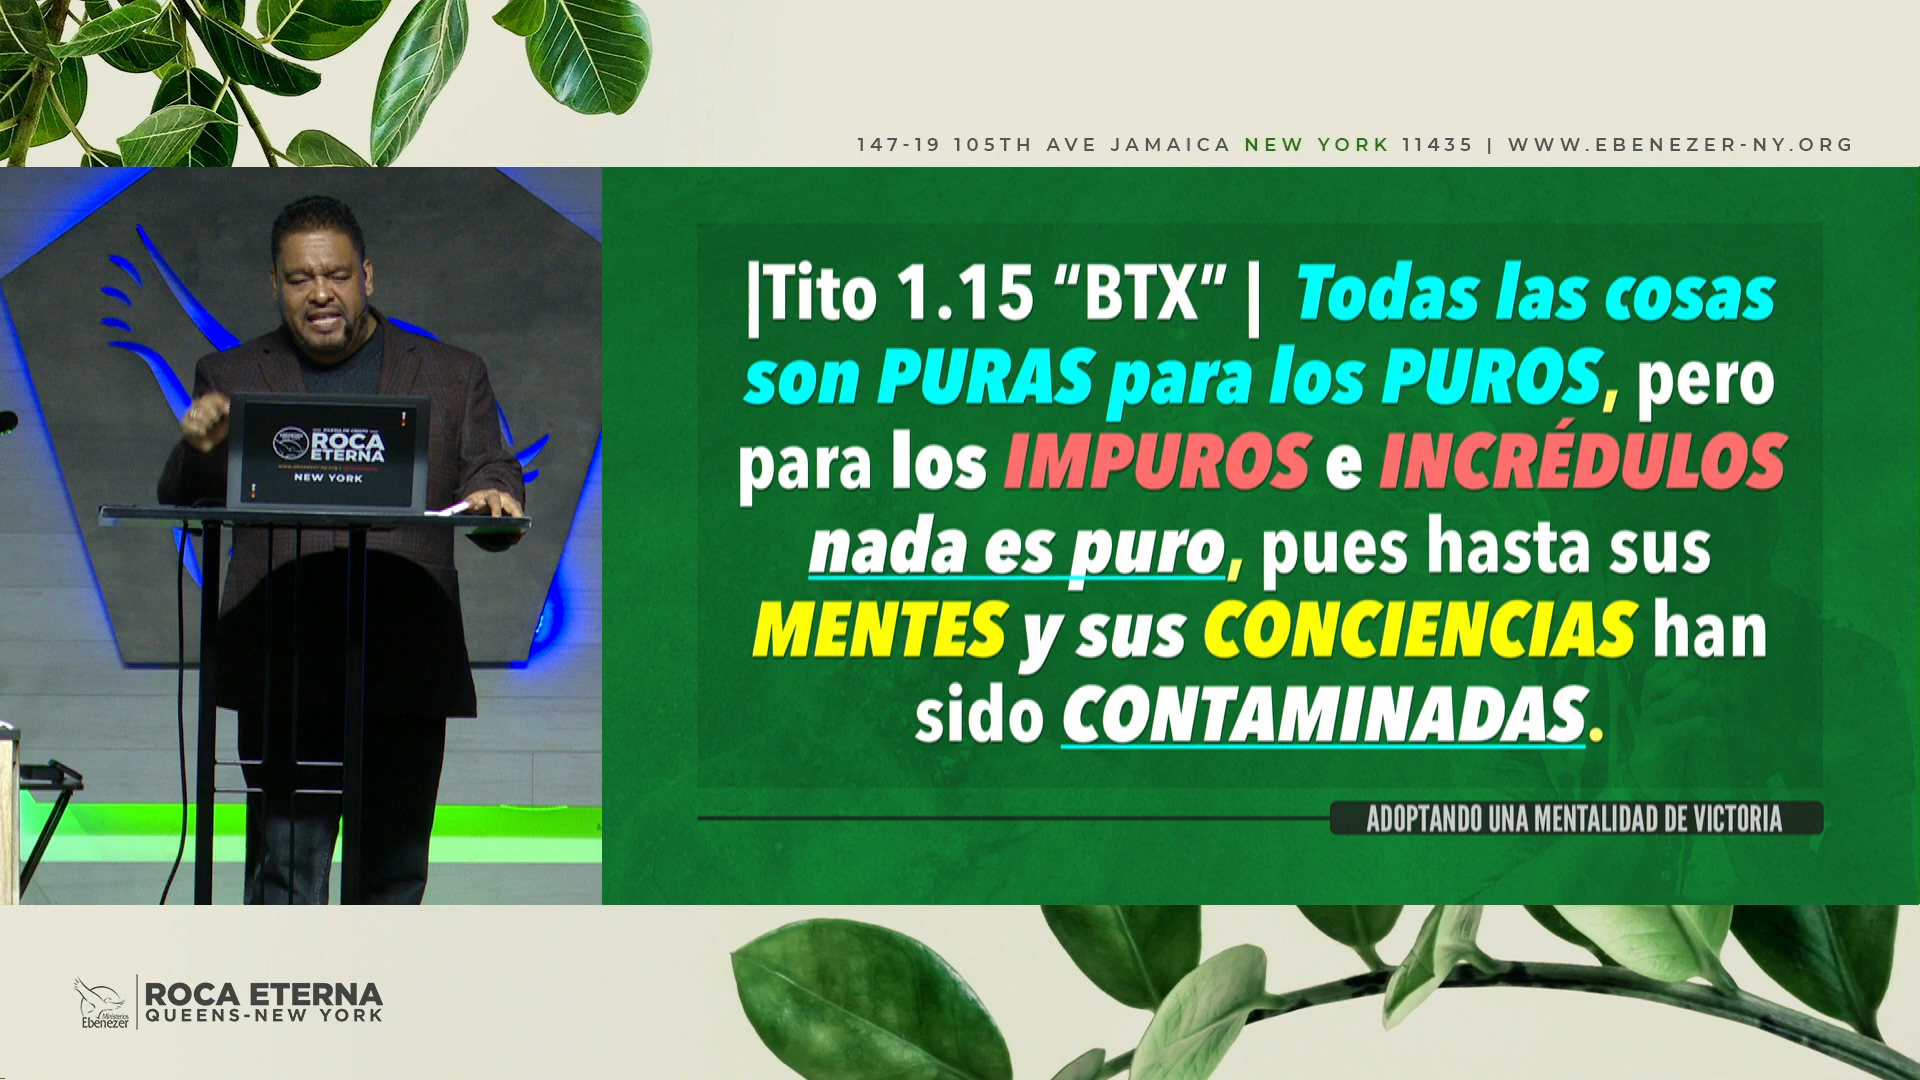 147-19 105TH AVE JAMAICA NEW YORK 11435 | WWW.EBENEZER-NY.ORG
|Tito 1.15 “BTX” | Todas las cosas
son PURAS para los PUROS, pero
para los IMPUROS e INCRÉDULOS
nada es puro, pues hasta sus
MENTES y sus CONCIENCIAS han
sido CONTAMINADAS.
ADOPTANDO UNA MENTALIDAD DE VICTORIA
ROCA
ETERNA
NEW YORK
Ministerios
Ebenezer
ROCA ETERNA
QUEENS-NEW YORK